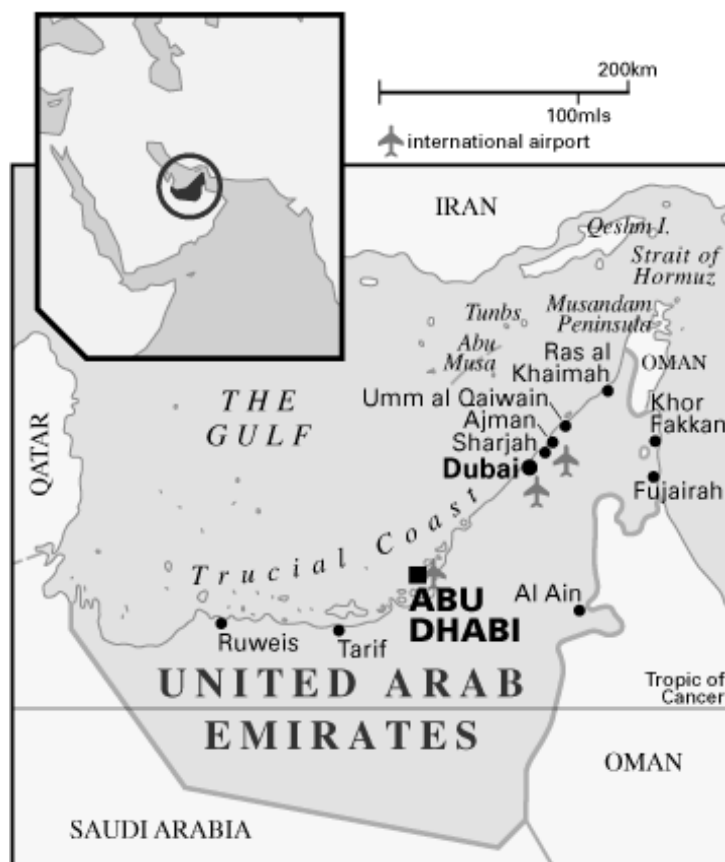 200km
100mls
international airport
IRAN
Qeshm I.
Strait of
Hormuz
Tunbs
Musandam
Peninsula
Abu
Musa
Ras al
Khaimah
OMAN
THE
GULF
Umm al Qaiwain
Khor
Fakkan
Ajman
Sharjah
Dubai
QATAR
Fujairah
Trucial Coast
ABU
DHABI
Al Ain
Ruweis
Tarif
UNITED ARAB
EMIRATES
Tropic of
Cancer
OMAN
SAUDI ARABIA